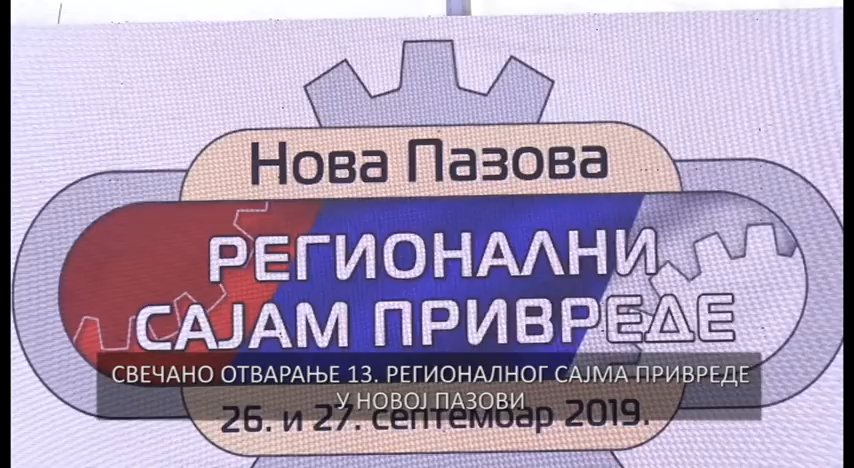 Нова Пазова
РЕГИОНАЛНИ
САЈАМ ПРИВРЕДЕ
СВЕЧАНО ОТВАРАЊЕ 13. РЕГИОНАЛНОГ САЈМА ПРИВРЕДЕ
У НОВОЈ ПАЗОВИ
26. и 27. септембар 2019.